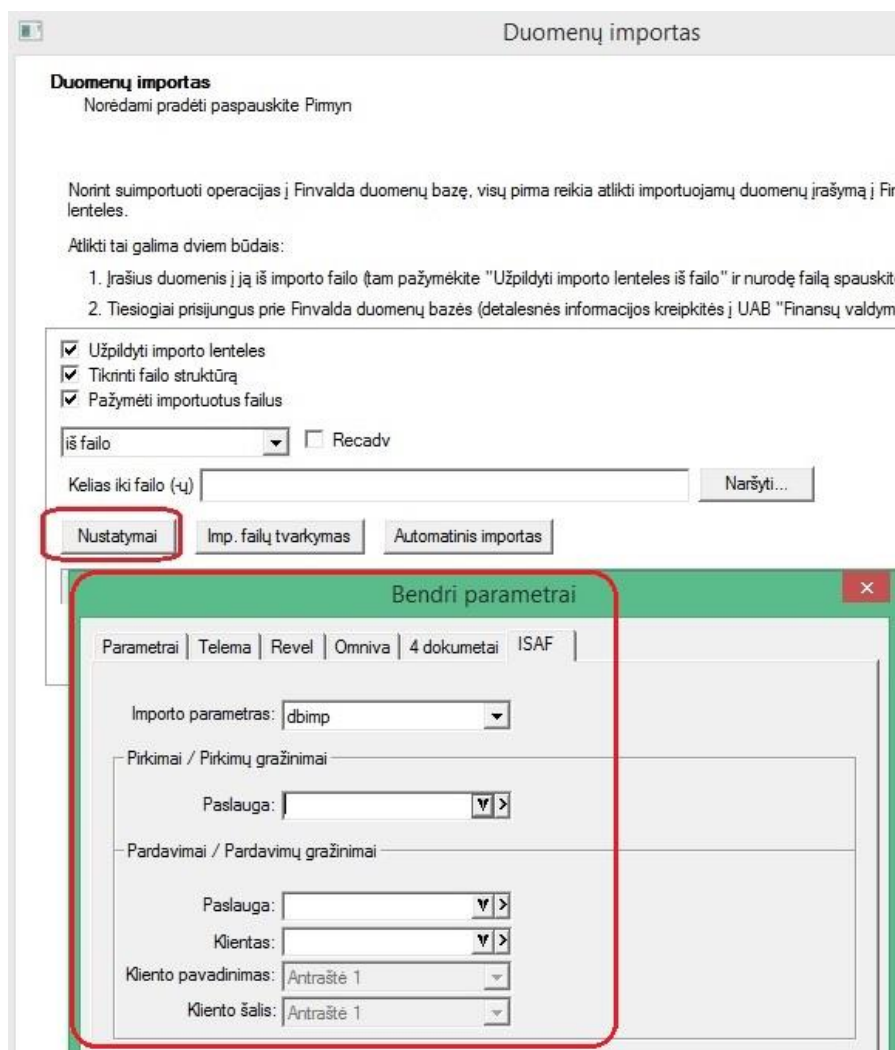 Duomenų importas
Duomenų importas
Norėdami pradėti paspauskite Pirmyn
Norint suimportuoti operacijas į Finvalda duomenų bazę, visų pirma reikia atlikti importuojamų duomenų įrašymą į
lenteles.
Atlikti tai galima dviem būdais:
1. Įrašius duomenis į ją iš importo failo (tam pažymėkite "Užpildyti importo lenteles iš failo" ir nurodę failą
2. Tiesiogiai prisijungus prie Finvalda duomenų bazės (detalesnės informacijos kreipkitės į UAB "Finansų
Užpildyti importo lenteles
Tikrinti failo struktūrą
Pažymėti importuotus failus
iš failo Recadv
Kelias iki failo (-ų) Naršyti...
Nustatymai Imp. failų tvarkymas Automatinis importas
Bendri parametrai
Parametrai Telema Revel Omniva 4 dokumetai ISAF
Importo parametras: dbimp
Pirkimai / Pirkimų gražinimai
Paslauga:
Pardavimai / Pardavimų gražinimai
Paslauga:
Klientas:
Kliento pavadinimas: Antraštė 1
Kliento šalis: Antraštė 1